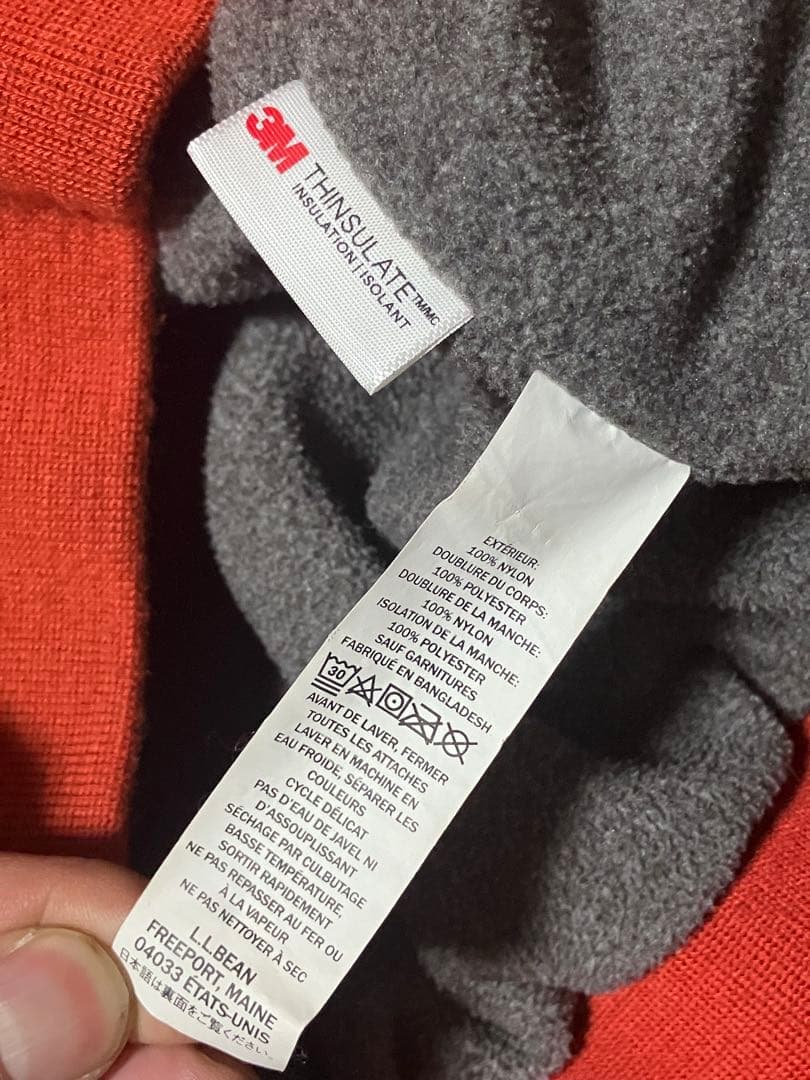 3M
THINSULATE™MC
INSULATION | ISOLANT
EXTÉRIEUR:
100% NYLON
DOUBLURE DU CORPS:
100% POLYESTER
DOUBLURE DE LA MANCHE:
100% NYLON
ISOLATION DE LA MANCHE:
100% POLYESTER
SAUF GARNITURES
FABRIQUÉ EN BANGLADESH
30
AVANT DE LAVER, FERMER
TOUTES LES ATTACHES
LAVER EN MACHINE EN
EAU FROIDE, SÉPARER LES
COULEURS
CYCLE DÉLICAT
PAS D'EAU DE JAVEL NI
D'ASSOUPLISSANT
SÉCHAGE PAR CULBUTAGE
BASSE TEMPÉRATURE,
SORTIR RAPIDEMENT
NE PAS REPASSER AU FER OU
À LA VAPEUR
NE PAS NETTOYER À SEC
L.L.BEAN
FREEPORT, MAINE
04033 ETATS-UNIS
日本語は裏面をご覧ください。